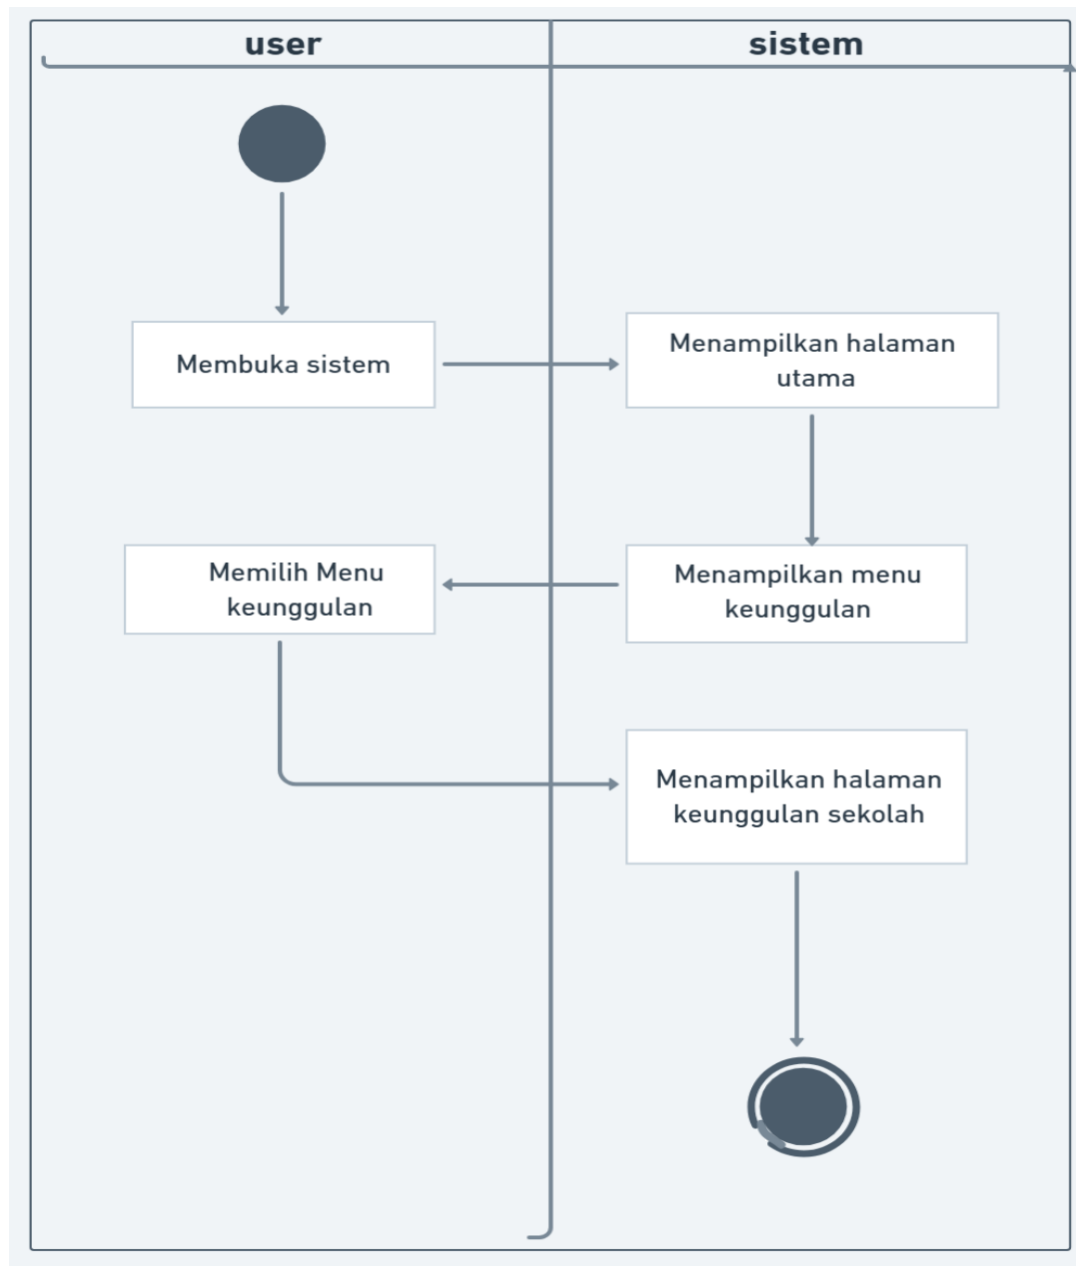 user
sistem
Membuka sistem
Menampilkan halaman
utama
Memilih Menu
keunggulan
Menampilkan menu
keunggulan
Menampilkan halaman
keunggulan sekolah